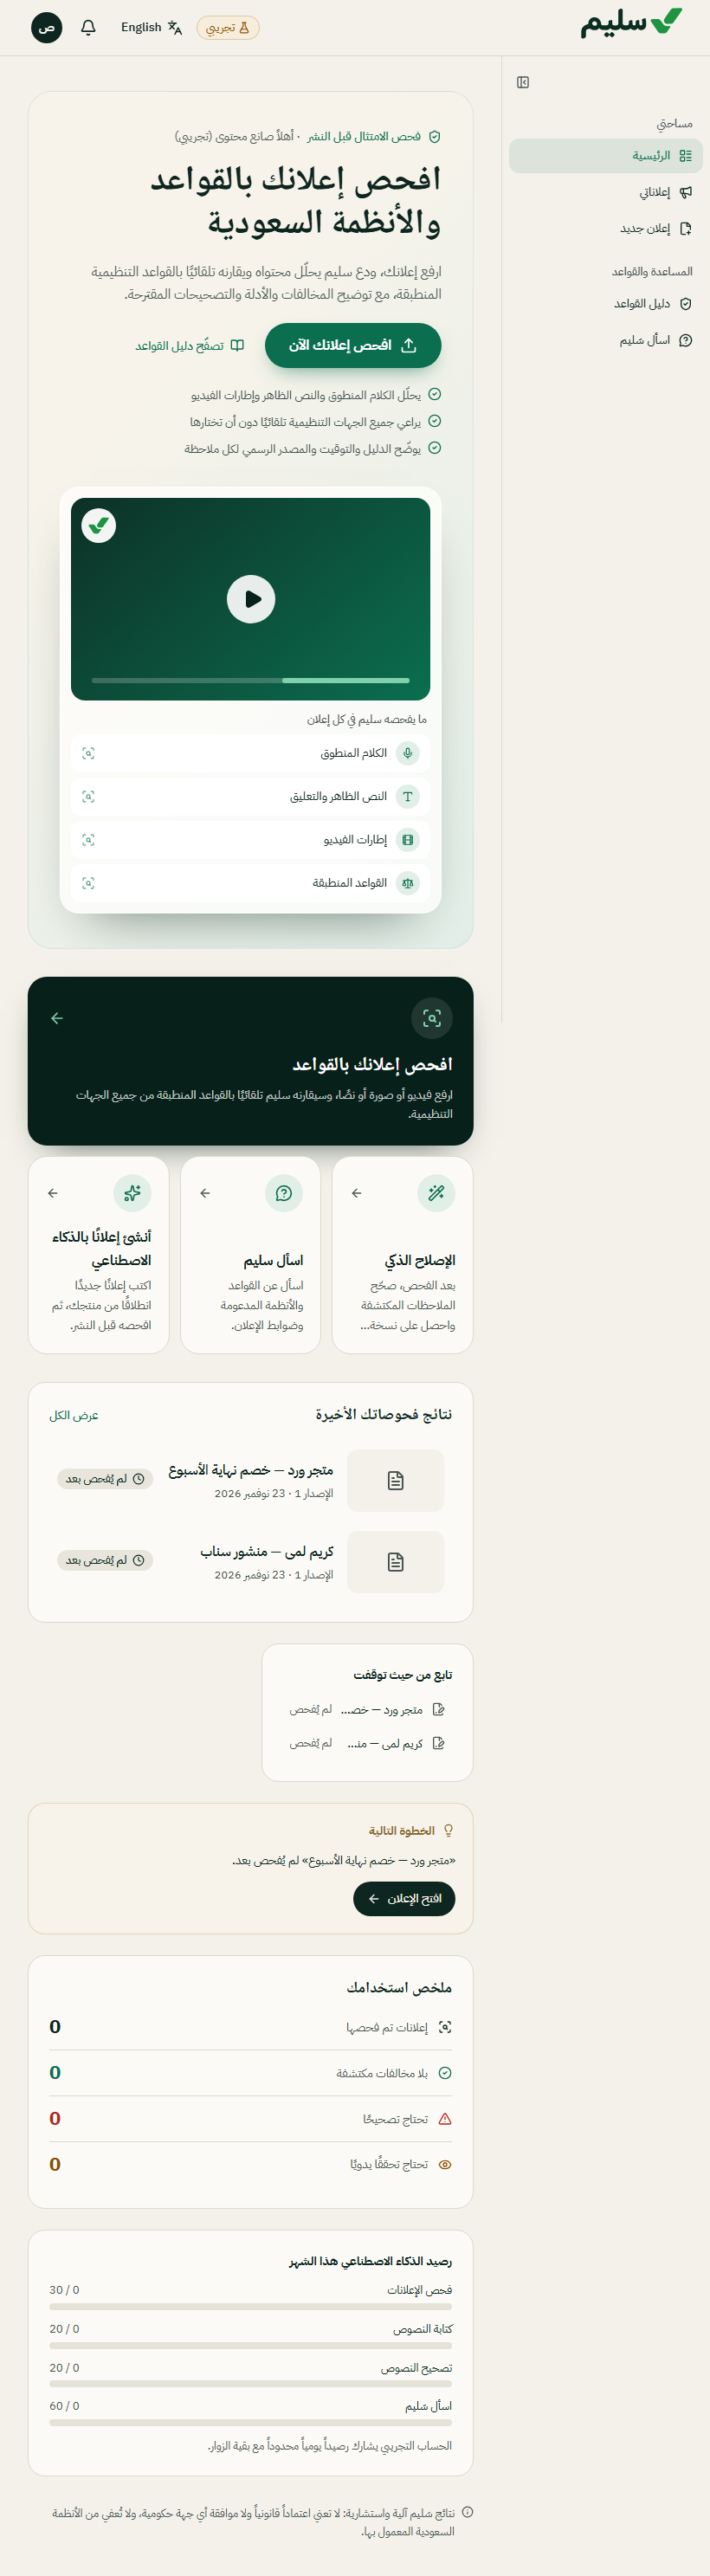 سليم
تجريبي
English
ص
مساحتي
الرئيسية
إعلاناتي
إعلان جديد
المساعدة والقواعد
دليل القواعد
اسأل سَليم
فحص الامتثال قبل النشر · أهلاً صانع محتوى (تجريبي)
افحص إعلانك بالقواعد
والأنظمة السعودية
ارفع إعلانك، ودع سليم يحلّل محتواه ويقارنه تلقائيًا بالقواعد التنظيمية
المنطبقة، مع توضيح المخالفات والأدلة والتصحيحات المقترحة.
افحص إعلانك الآن
تصفّح دليل القواعد
يحلّل الكلام المنطوق والنص الظاهر وإطارات الفيديو
يراعي جميع الجهات التنظيمية تلقائيًا دون أن تختارها
يوضّح الدليل والتوقيت والمصدر الرسمي لكل ملاحظة
ما يفحصه سليم في كل إعلان
الكلام المنطوق
النص الظاهر والتعليق
إطارات الفيديو
القواعد المنطبقة
افحص إعلانك بالقواعد
ارفع فيديو أو صورة أو نصًا، وسيقارنه سليم تلقائيًا بالقواعد المنطبقة من جميع الجهات
التنظيمية.
الإصلاح الذكي
بعد الفحص، صحّح
الملاحظات المكتشفة
واحصل على نسخة...
اسأل سليم
اسأل عن القواعد
والأنظمة المدعومة
وضوابط الإعلان.
أنشئ إعلانًا بالذكاء
الاصطناعي
اكتب إعلانًا جديدًا
انطلاقًا من منتجك، ثم
افحصه قبل النشر.
نتائج فحوصاتك الأخيرة
عرض الكل
متجر ورد — خصم نهاية الأسبوع
لم يُفحص بعد
الإصدار 1 · 23 نوفمبر 2026
كريم لمى — منشور سناب
لم يُفحص بعد
الإصدار 1 · 23 نوفمبر 2026
تابع من حيث توقفت
متجر ورد — خصـ... لم يُفحص
كريم لمى — منـ... لم يُفحص
الخطوة التالية
«متجر ورد — خصم نهاية الأسبوع» لم يُفحص بعد.
افتح الإعلان
ملخص استخدامك
إعلانات تم فحصها 0
بلا مخالفات مكتشفة 0
تحتاج تصحيحًا 0
تحتاج تحققًا يدويًا 0
رصيد الذكاء الاصطناعي هذا الشهر
فحص الإعلانات 0 / 30
كتابة النصوص 0 / 20
تصحيح النصوص 0 / 20
اسأل سَليم 0 / 60
الحساب التجريبي يشارك رصيداً يومياً محدوداً مع بقية الزوار.
نتائج سَليم آلية واستشارية: لا تعني اعتماداً قانونياً ولا موافقة أي جهة حكومية، ولا تُعفي من الأنظمة
السعودية المعمول بها.